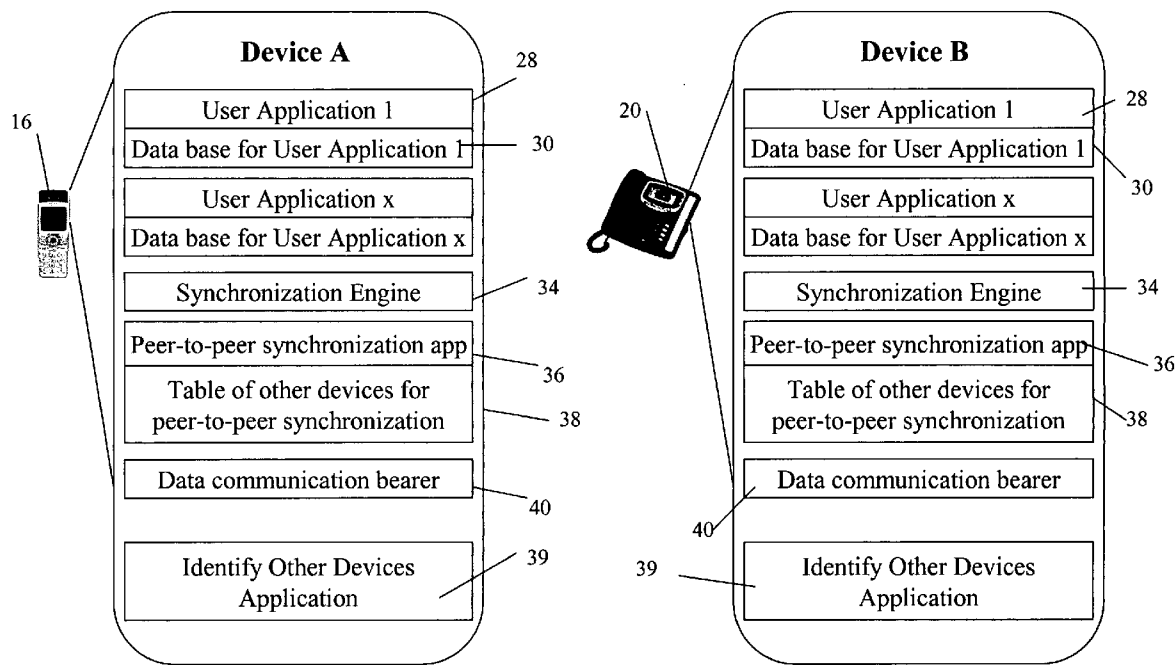 Device A
28
User Application 1
16
Data base for User Application 1
30
User Application x
Data base for User Application x
Synchronization Engine
34
Peer-to-peer synchronization app
36
Table of other devices for
peer-to-peer synchronization
38
Data communication bearer
40
39
Identify Other Devices
Application
Device B
28
User Application 1
20
Data base for User Application 1
30
User Application x
Data base for User Application x
Synchronization Engine
34
Peer-to-peer synchronization app
36
Table of other devices for
peer-to-peer synchronization
38
Data communication bearer
40
39
Identify Other Devices
Application